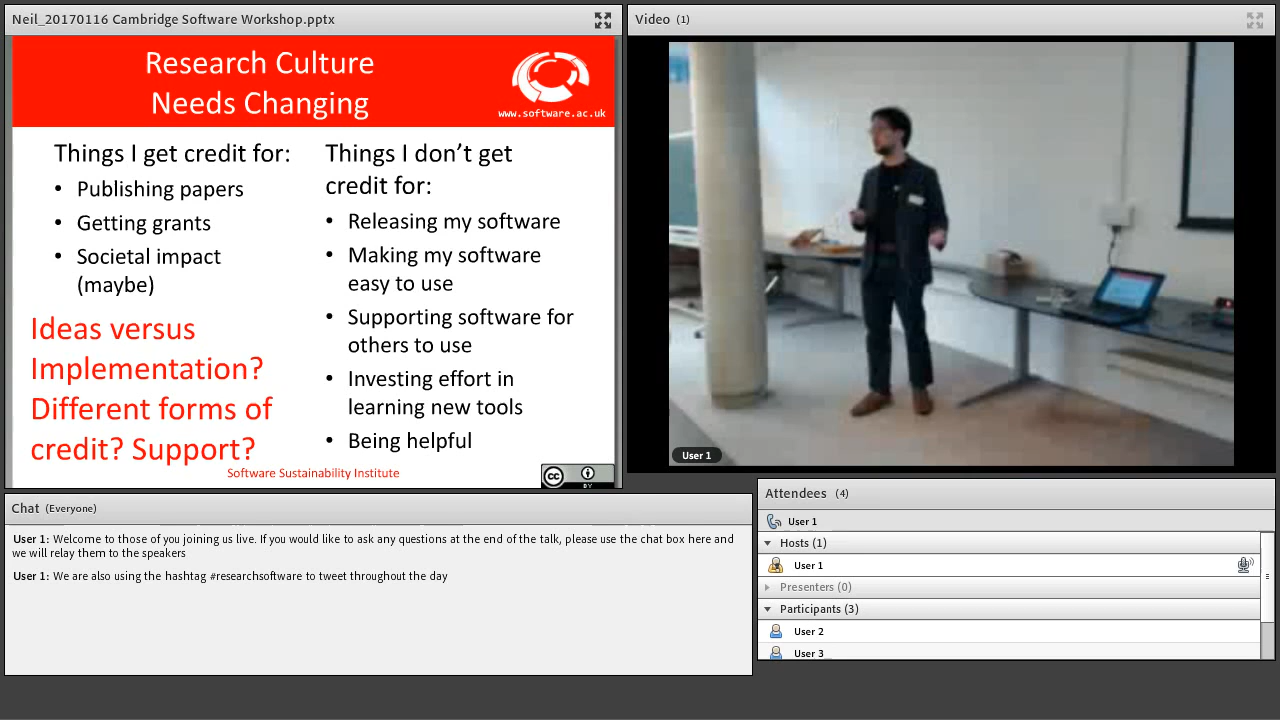 Neil_20170116 Cambridge Software Workshop.pptx
Research Culture
Needs Changing
www.software.ac.uk
Things I get credit for:
• Publishing papers
• Getting grants
• Societal impact
(maybe)
Ideas versus
Implementation?
Different forms of
credit? Support?
Things I don’t get
credit for:
• Releasing my software
• Making my software
easy to use
• Supporting software for
others to use
• Investing effort in
learning new tools
• Being helpful
Software Sustainability Institute
cc
BY
Video (1)
User 1
Chat (Everyone)
User 1: Welcome to those of you joining us live. If you would like to ask any questions at the end of the talk, please use the chat box here and
we will relay them to the speakers
User 1: We are also using the hashtag #researchsoftware to tweet throughout the day
Attendees (4)
User 1
Hosts (1)
User 1
Presenters (0)
Participants (3)
User 2
User 3